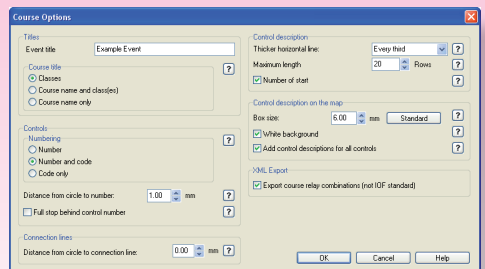 Course Options
Titles
Event title Example Event
Course title ?
Classes
Course name and class(es)
Course name only
Controls
Numbering ?
Number
Number and code
Code only
Distance from circle to number: 1.00 mm ?
Full stop behind control number ?
Connection lines
Distance from circle to connection line: 0.00 mm ?
Control description
Thicker horizontal line: Every third ?
Maximum length 20 Rows ?
Number of start ?
Control description on the map
Box size: 6.00 mm Standard ?
White background ?
Add control descriptions for all controls ?
XML Export
Export course relay combinations (not IOF standard)
OK Cancel Help